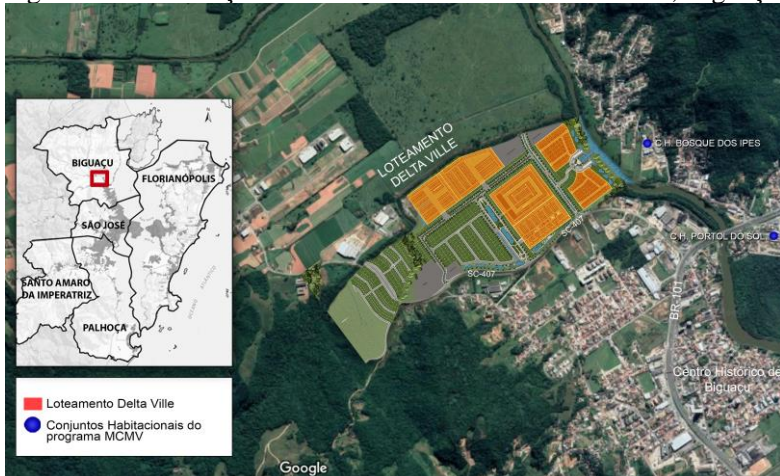 BIGUAÇU
FLORIANÓPOLIS
SÃO JOSÉ
SANTO AMARO
DA IMPERATRIZ
PALHOÇA
LOTEAMENTO
DELTA VILLE
C.H. BOSQUE DOS IPES
C.H. PORTOL DO SOL
SC-407
SC-407
BR-101
Centro Histórico de
Biguaçu
Loteamento Delta Ville
Conjuntos Habitacionais do
programa MCMV
Google